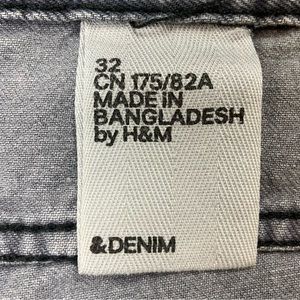 32
CN 175/82A
MADE IN
BANGLADESH
by H&M
&DENIM